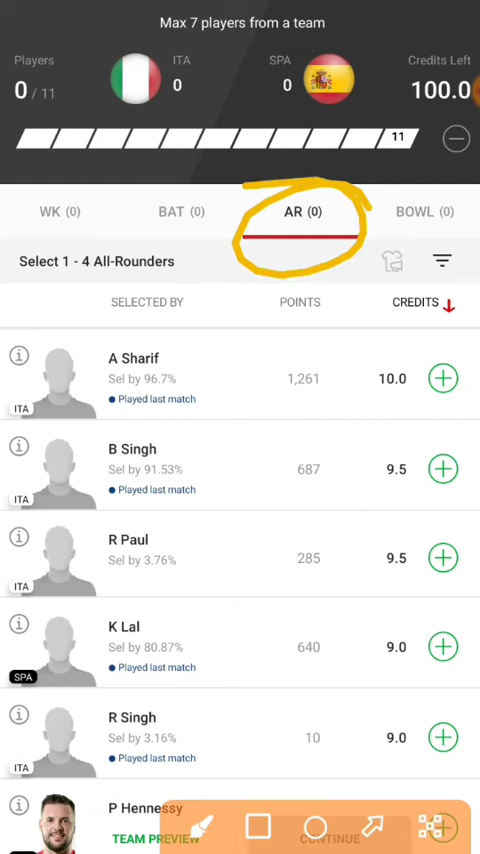 Max 7 players from a team
Players
ITA
SPA
Credits Left
0 / 11
0
0
100.0
11
WK (0)
BAT (0)
AR (0)
BOWL (0)
Select 1 - 4 All-Rounders
SELECTED BY
POINTS
CREDITS
A Sharif
Sel by 96.7%
1,261
10.0
Played last match
ITA
B Singh
Sel by 91.53%
687
9.5
Played last match
ITA
R Paul
Sel by 3.76%
285
9.5
ITA
K Lal
Sel by 80.87%
640
9.0
Played last match
SPA
R Singh
Sel by 3.16%
10
9.0
Played last match
ITA
P Hennessy
TEAM PREVIEW
CONTINUE